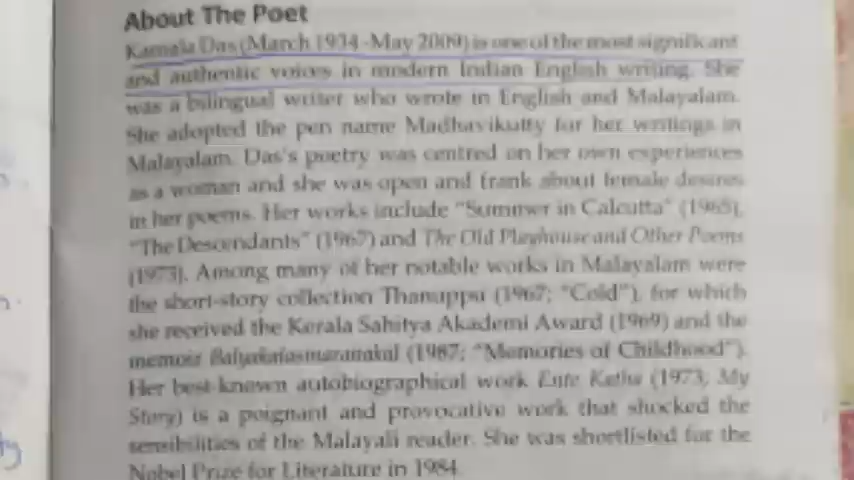 About The Poet
Kamala Das (March 1934 -May 2009) is one of the most significant
and authentic voices in modern Indian English writing. She
was a bilingual writer who wrote in English and Malayalam.
She adopted the pen name Madhavikutty for her writings in
Malayalam. Das's poetry was centred on her own experiences
as a woman and she was open and frank about female desires
in her poems. Her works include "Summer in Calcutta" (1965),
"The Descendants" (1967) and The Old Playhouse and Other Poems
(1973). Among many of her notable works in Malayalam were
the short-story collection Thanuppu (1967; "Cold"), for which
she received the Kerala Sahitya Akademi Award (1969) and the
memoir Balyakalasmaranakal (1987; "Memories of Childhood").
Her best-known autobiographical work Ente Katha (1973, My
Story) is a poignant and provocative work that shocked the
sensibilities of the Malayali reader. She was shortlisted for the
Nobel Prize for Literature in 1984.